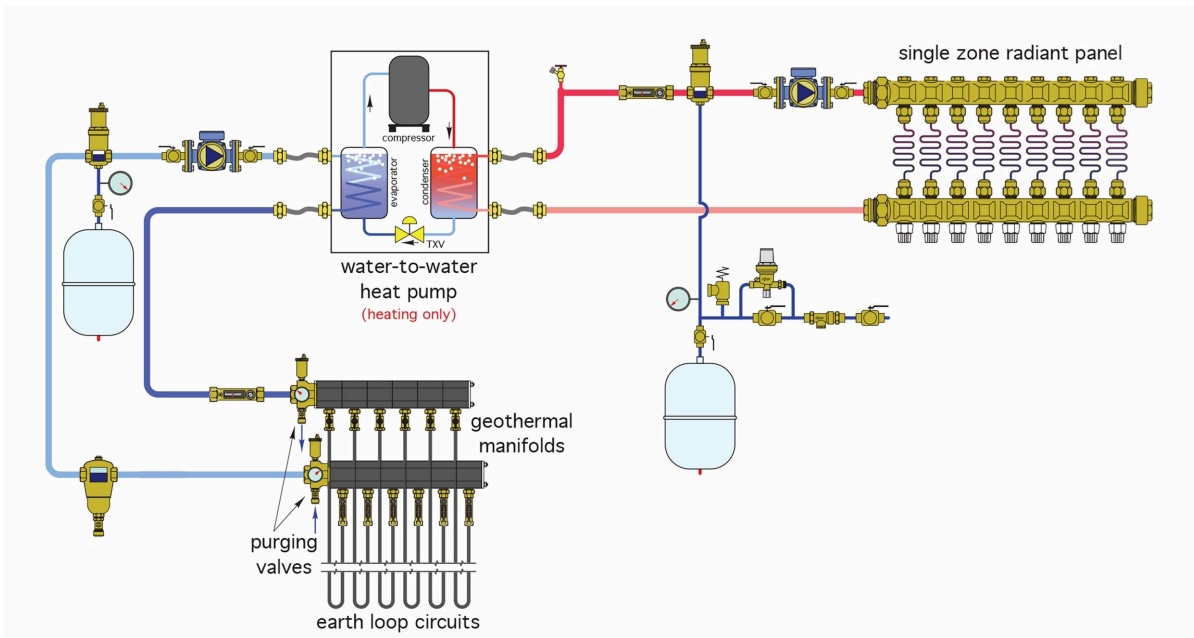 single zone radiant panel
compressor
evaporator
condenser
TXV
water-to-water
heat pump
(heating only)
geothermal
manifolds
purging
valves
earth loop circuits